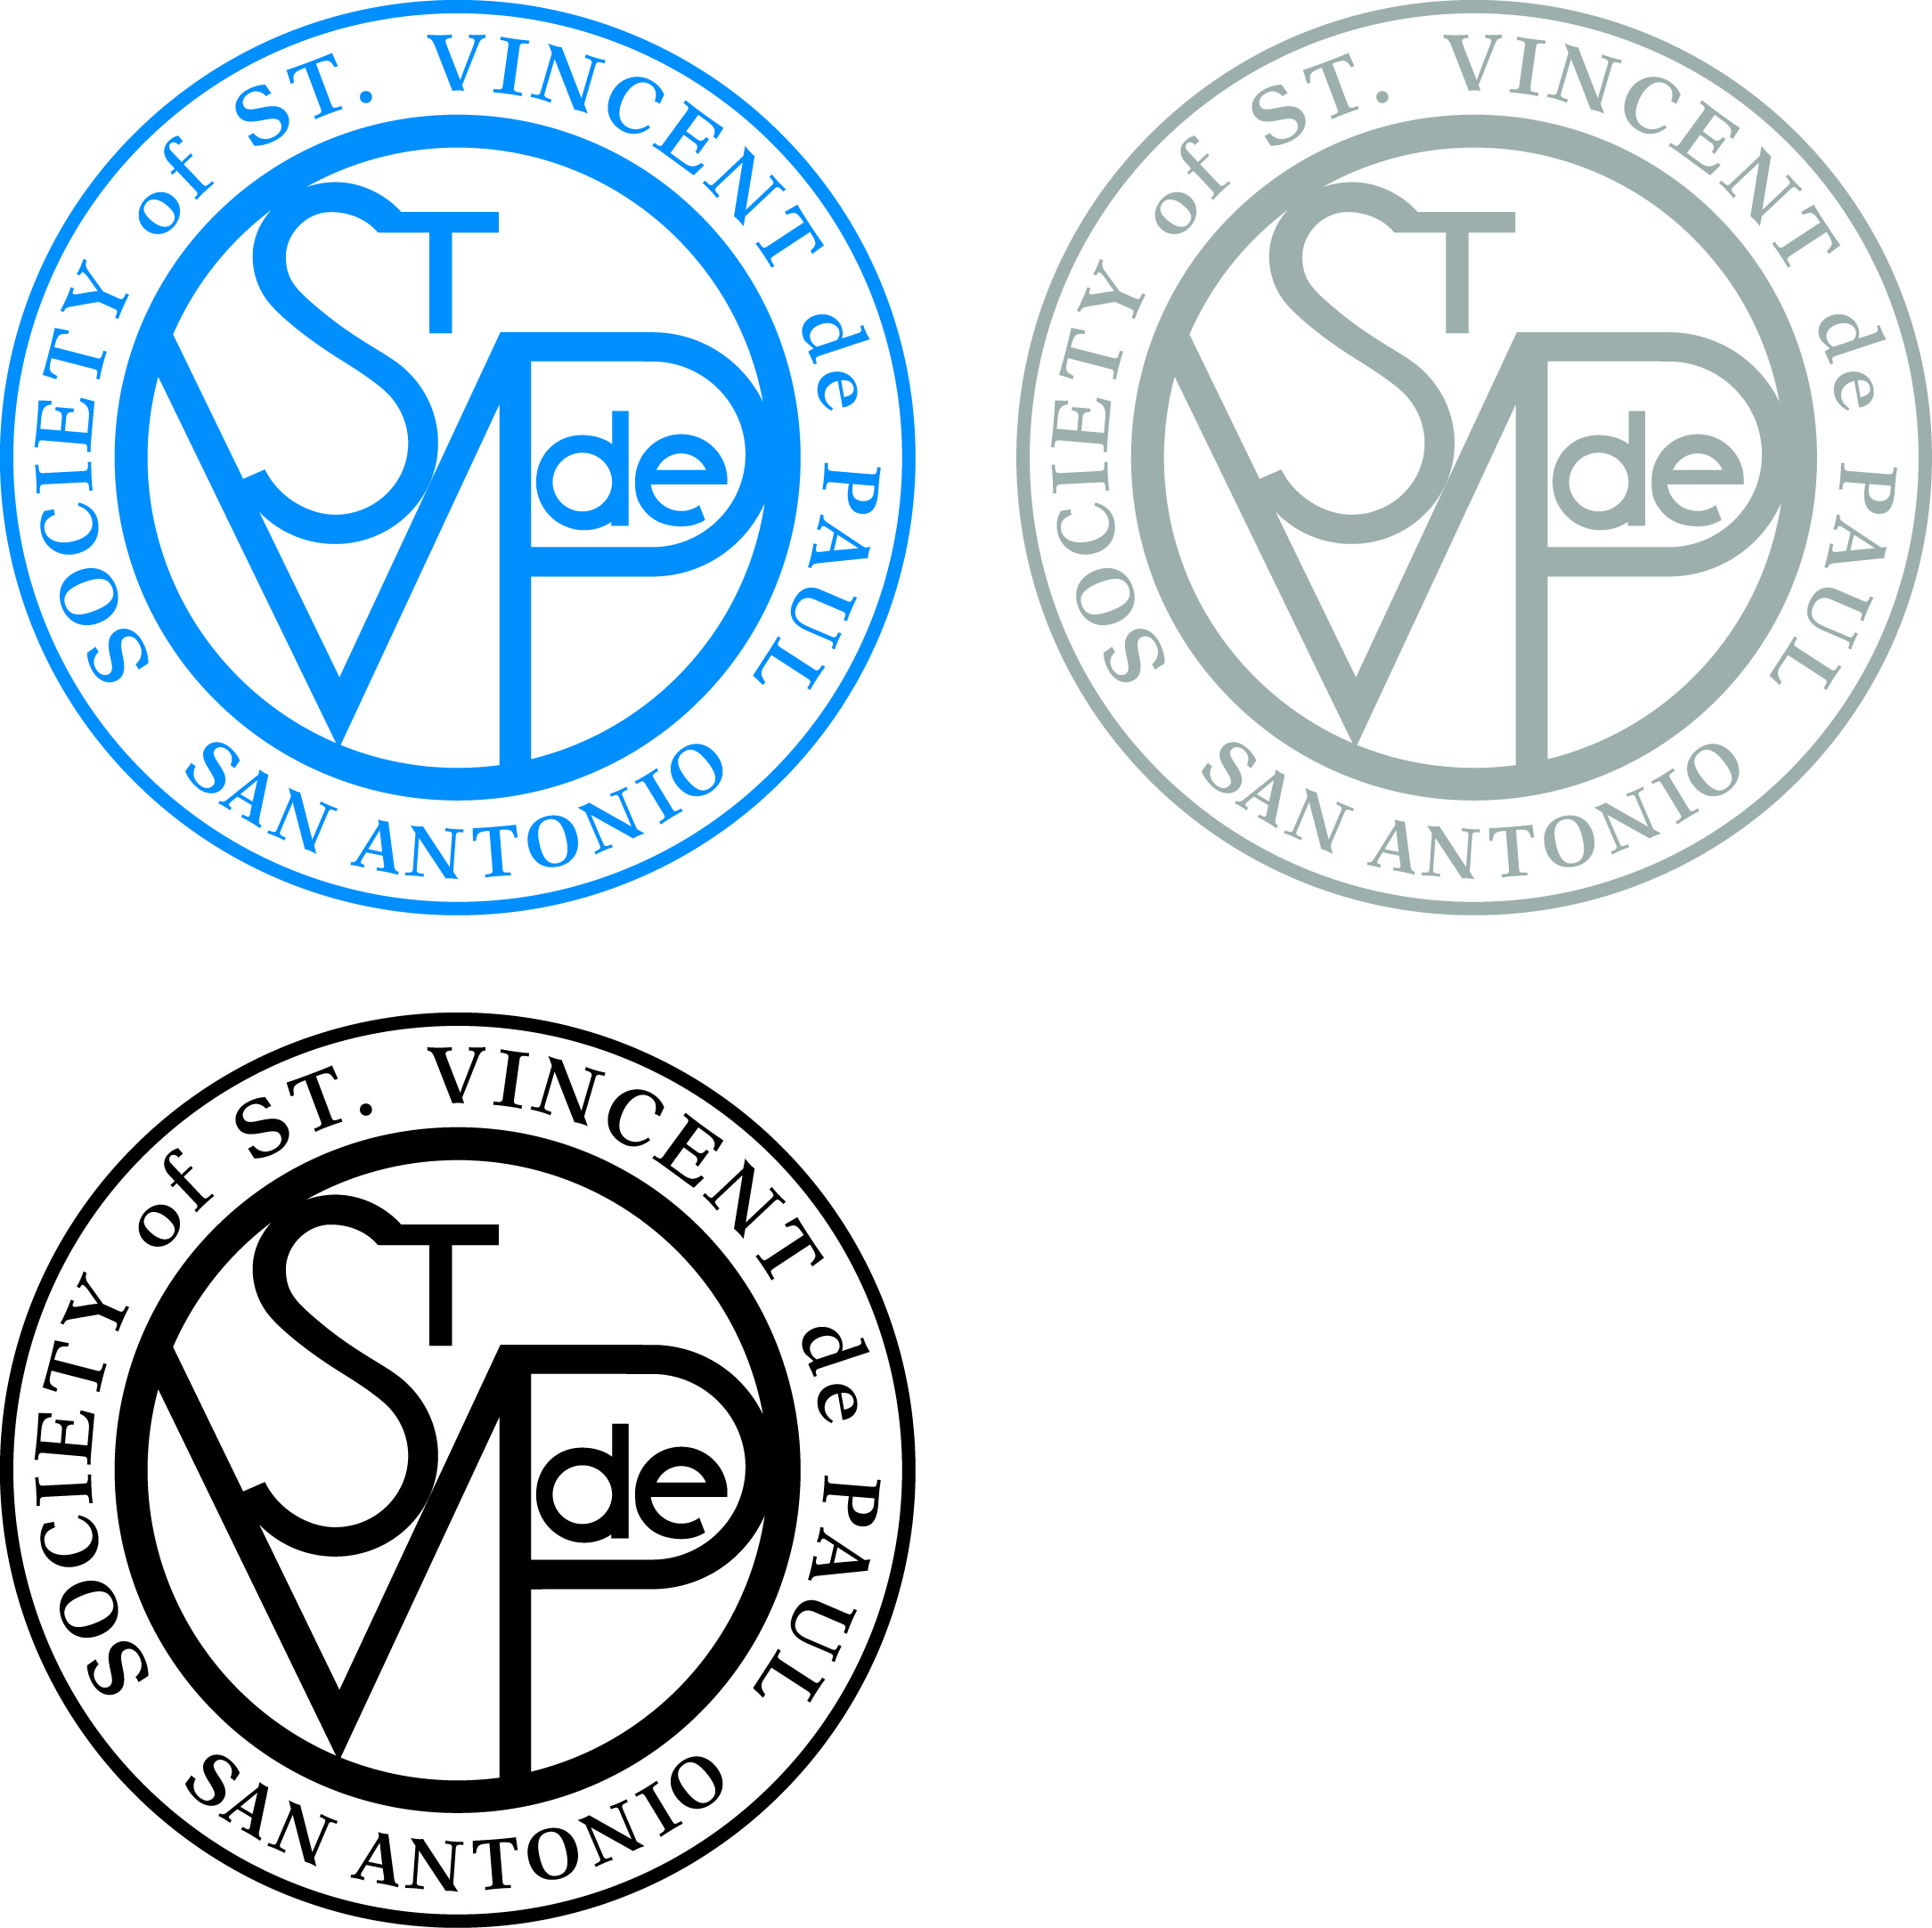 SOCIETY of ST. VINCENT de PAUL
ST
V P de
SAN ANTONIO
SOCIETY of ST. VINCENT de PAUL
ST
V P de
SAN ANTONIO
SOCIETY of ST. VINCENT de PAUL
ST
V P de
SAN ANTONIO